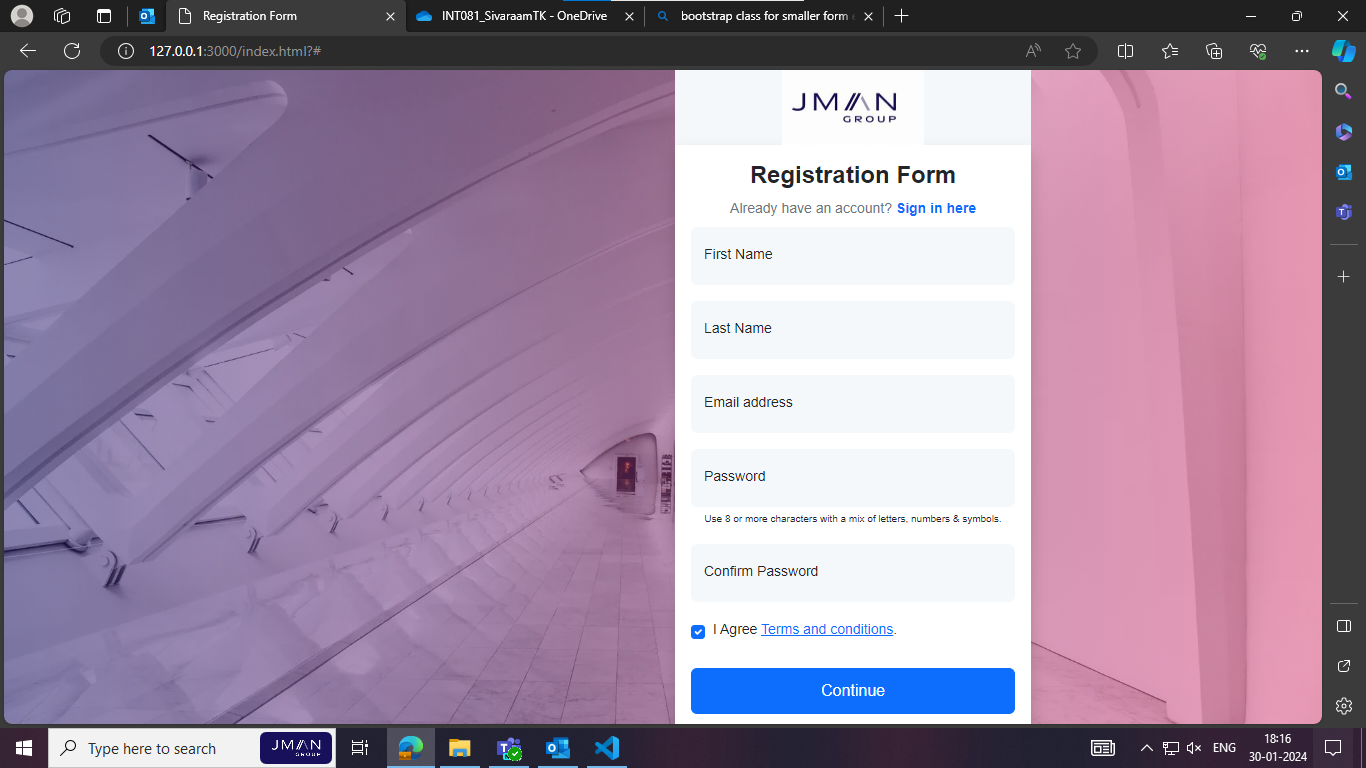 Registration Form
INT081_SivaraamTK - OneDrive
bootstrap class for smaller form
127.0.0.1:3000/index.html?#
JMAN
GROUP
Registration Form
Already have an account? Sign in here
First Name
Last Name
Email address
Password
Use 8 or more characters with a mix of letters, numbers & symbols.
Confirm Password
I Agree Terms and conditions.
Continue
Type here to search
JMAN
GROUP
ENG
18:16
30-01-2024